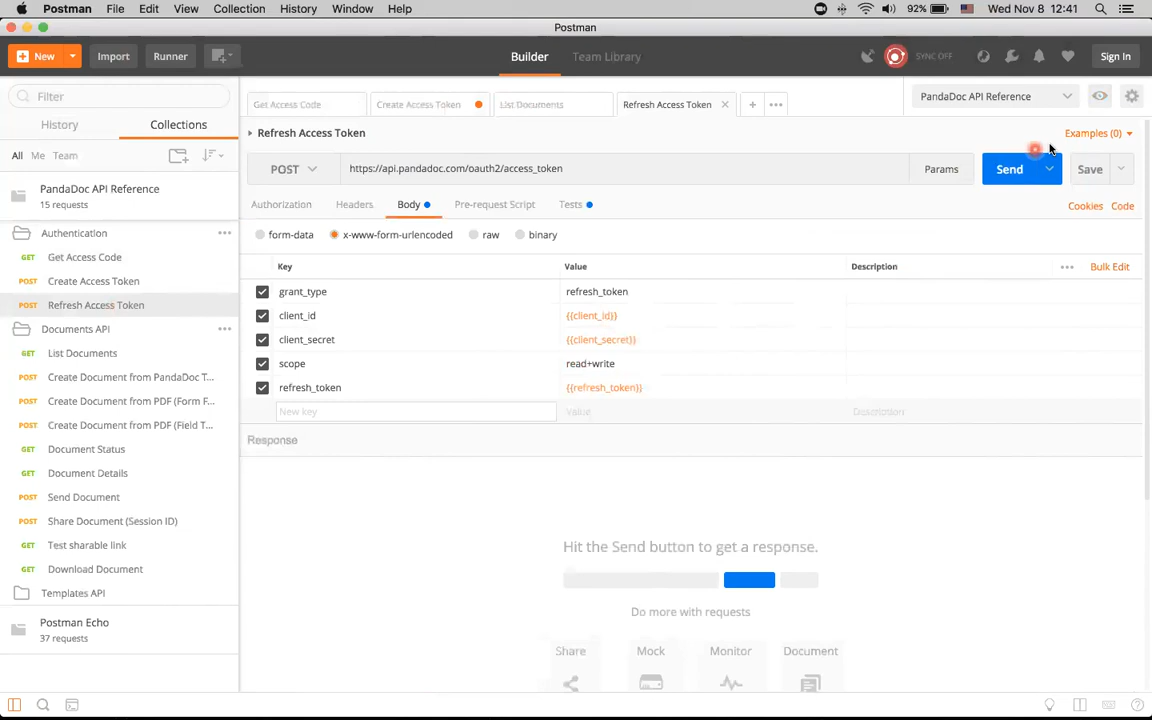 Postman File Edit View Collection History Window Help 92% Wed Nov 8 12:41
Postman
New Import Runner Builder Team Library SYNC OFF Sign In
Filter
History Collections
All Me Team
PandaDoc API Reference
15 requests
Authentication
GET Get Access Code
POST Create Access Token
POST Refresh Access Token
Documents API
GET List Documents
POST Create Document from PandaDoc T...
POST Create Document from PDF (Form F...
POST Create Document from PDF (Field T...
GET Document Status
GET Document Details
POST Send Document
POST Share Document (Session ID)
GET Test sharable link
GET Download Document
Templates API
Postman Echo
37 requests
Get Access Code Create Access Token List Documents Refresh Access Token PandaDoc API Reference
Refresh Access Token Examples (0)
POST https://api.pandadoc.com/oauth2/access_token Params Send Save
Authorization Headers Body Pre-request Script Tests Cookies Code
form-data x-www-form-urlencoded raw binary
Key Value Description Bulk Edit
grant_type refresh_token
client_id {{client_id}}
client_secret {{client_secret}}
scope read+write
refresh_token {{refresh_token}}
New key Value Description
Response
Hit the Send button to get a response.
Do more with requests
Share Mock Monitor Document